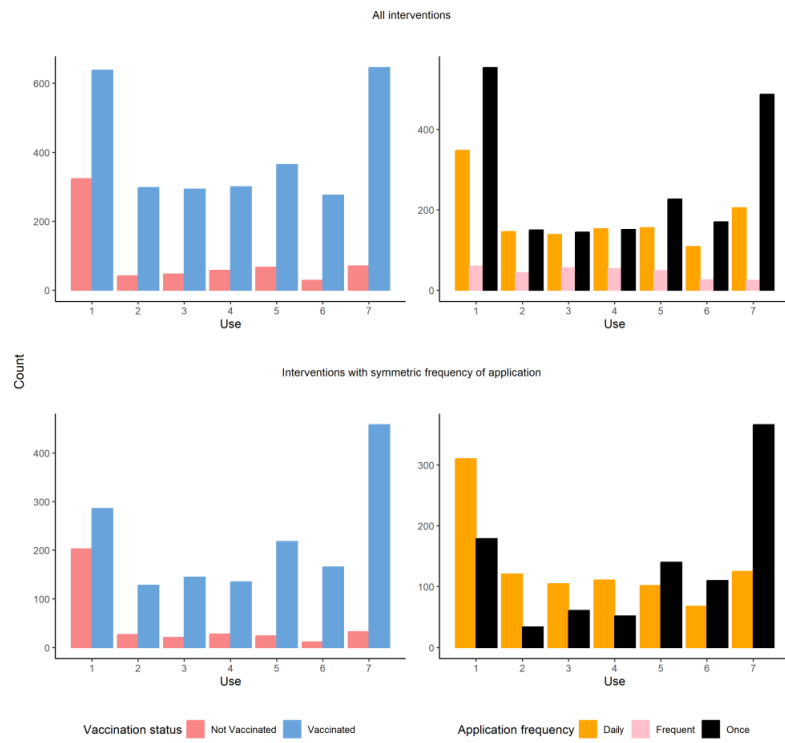 All interventions
600
400
200
0
1 2 3 4 5 6 7
Use
400
200
0
1 2 3 4 5 6 7
Use
Count
Interventions with symmetric frequency of application
400
300
200
100
0
1 2 3 4 5 6 7
Use
300
200
100
0
1 2 3 4 5 6 7
Use
Vaccination status Not Vaccinated Vaccinated
Application frequency Daily Frequent Once